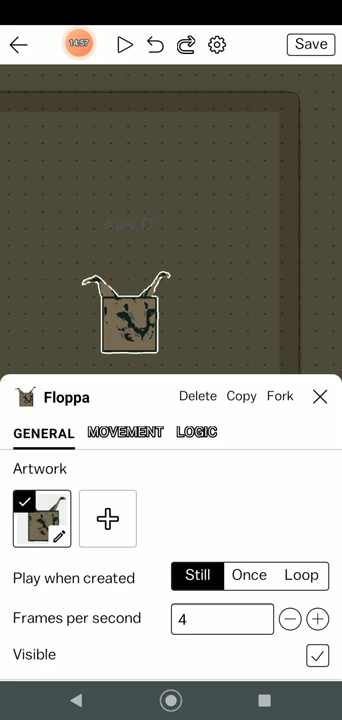 14:57
Save
Age 0
Floppa
Delete Copy Fork
GENERAL MOVEMENT LOGIC
Artwork
Play when created Still Once Loop
Frames per second 4
Visible